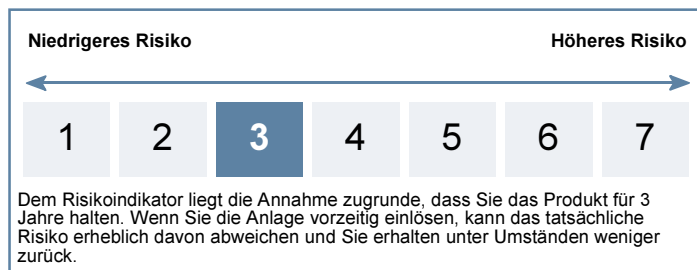 Niedrigeres Risiko Höheres Risiko
1 2 3 4 5 6 7
Dem Risikoindikator liegt die Annahme zugrunde, dass Sie das Produkt für 3
Jahre halten. Wenn Sie die Anlage vorzeitig einlösen, kann das tatsächliche
Risiko erheblich davon abweichen und Sie erhalten unter Umständen weniger
zurück.